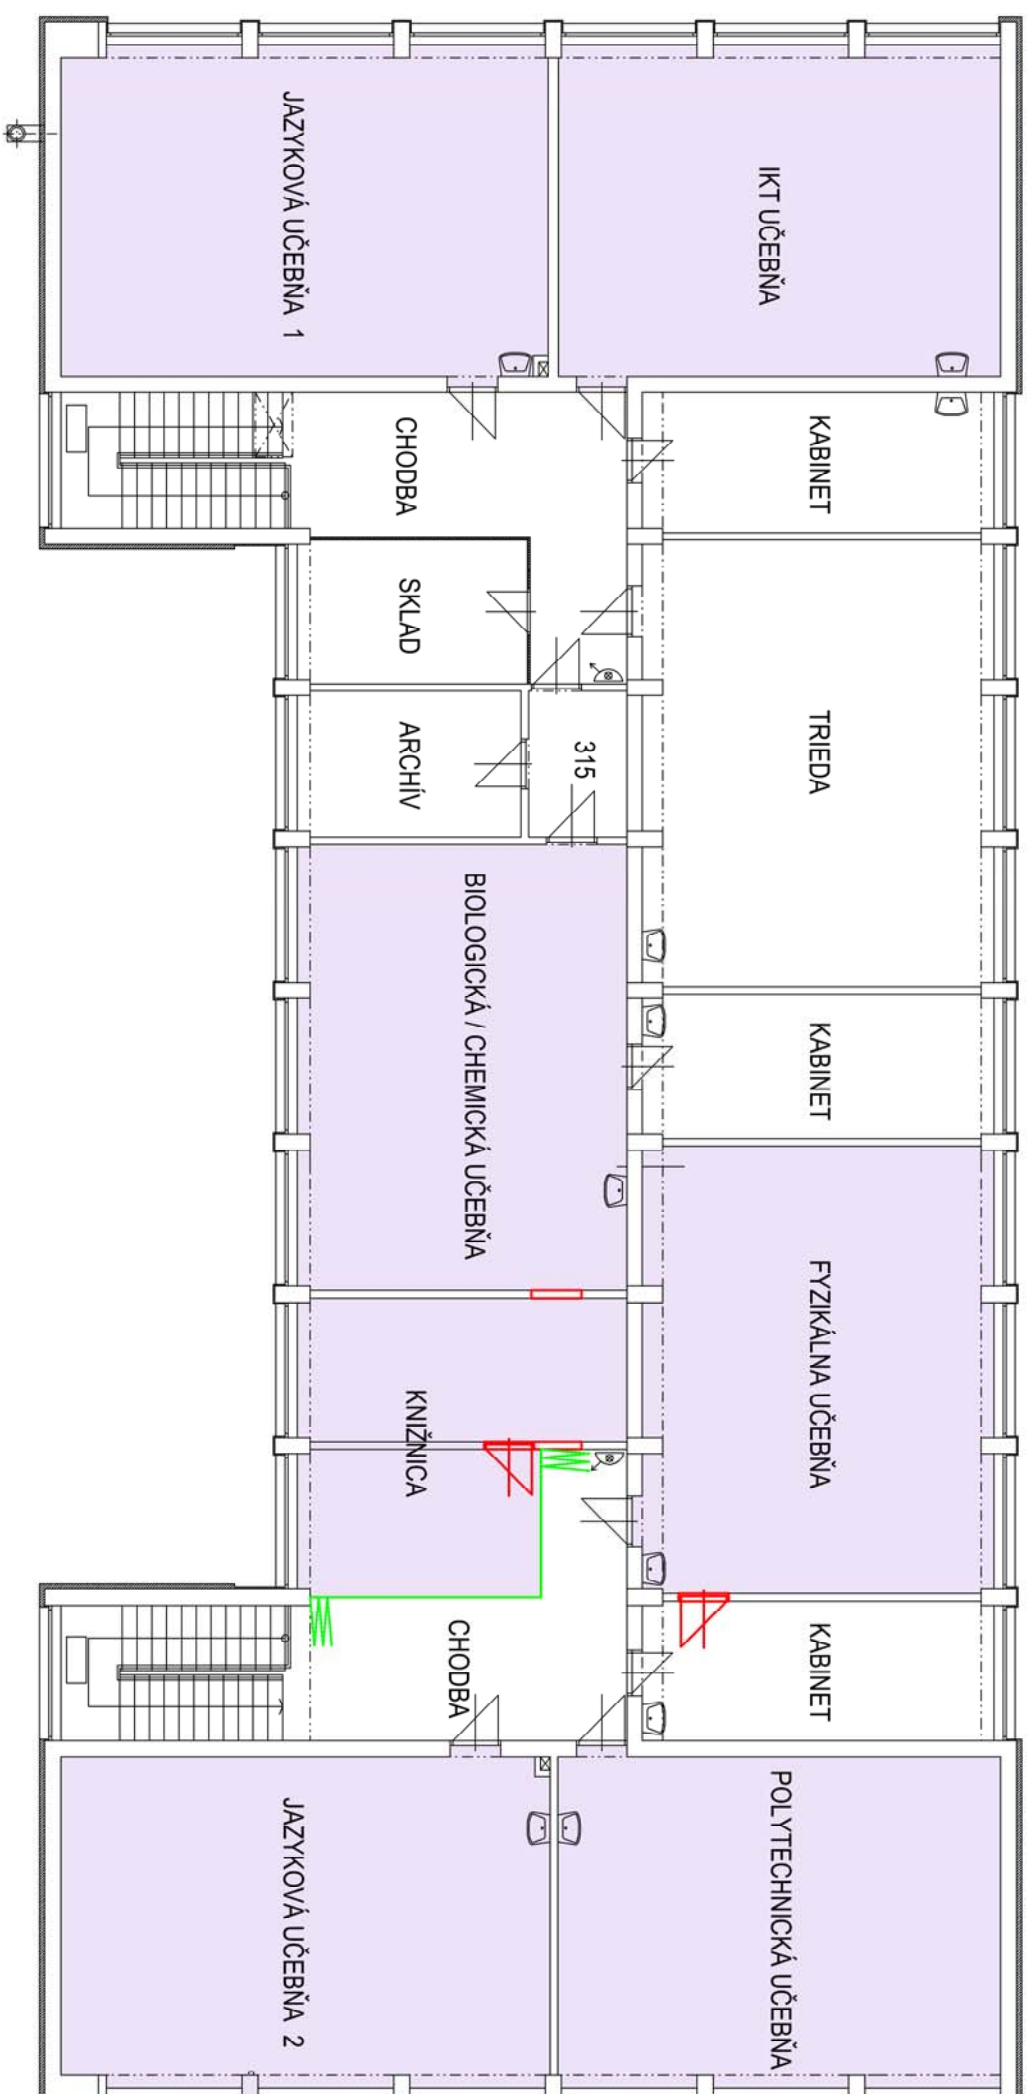 JAZYKOVÁ UČEBŇA 1
IKT UČEBŇA
CHODBA
KABINET
SKLAD
ARCHÍV
315
TRIEDA
BIOLOGICKÁ / CHEMICKÁ UČEBŇA
KABINET
FYZIKÁLNA UČEBŇA
KNIŽNICA
CHODBA
KABINET
JAZYKOVÁ UČEBŇA 2
POLYTECHNICKÁ UČEBŇA